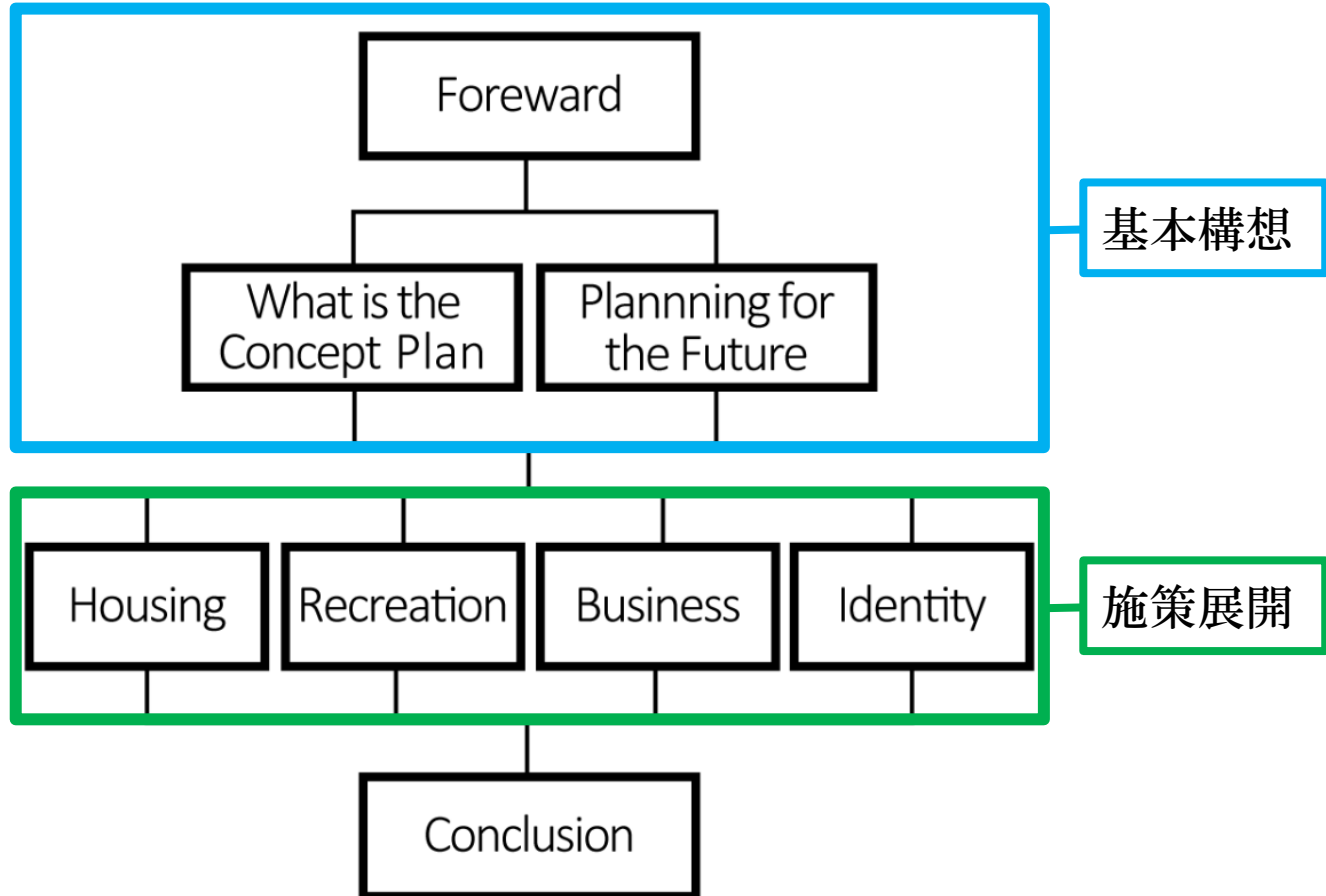 Foreward
基本構想
What is the
Concept Plan
Plannning for
the Future
Housing
Recreation
Business
Identity
施策展開
Conclusion